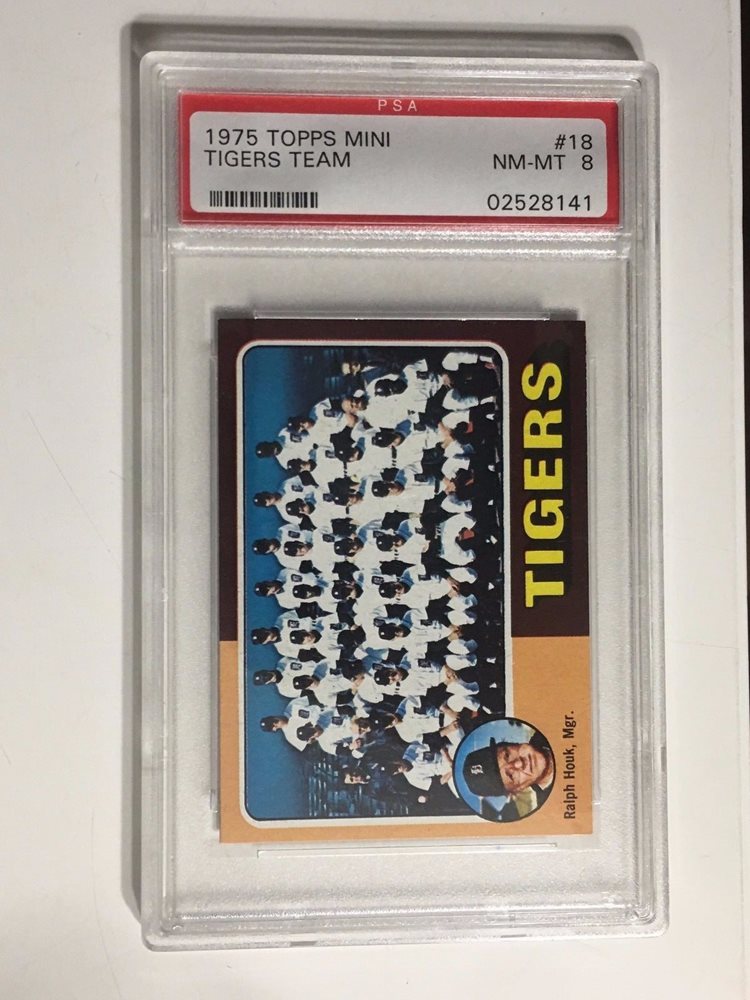 PSA
1975 TOPPS MINI #18
TIGERS TEAM NM-MT 8
02528141
TIGERS
Ralph Houk, Mgr.